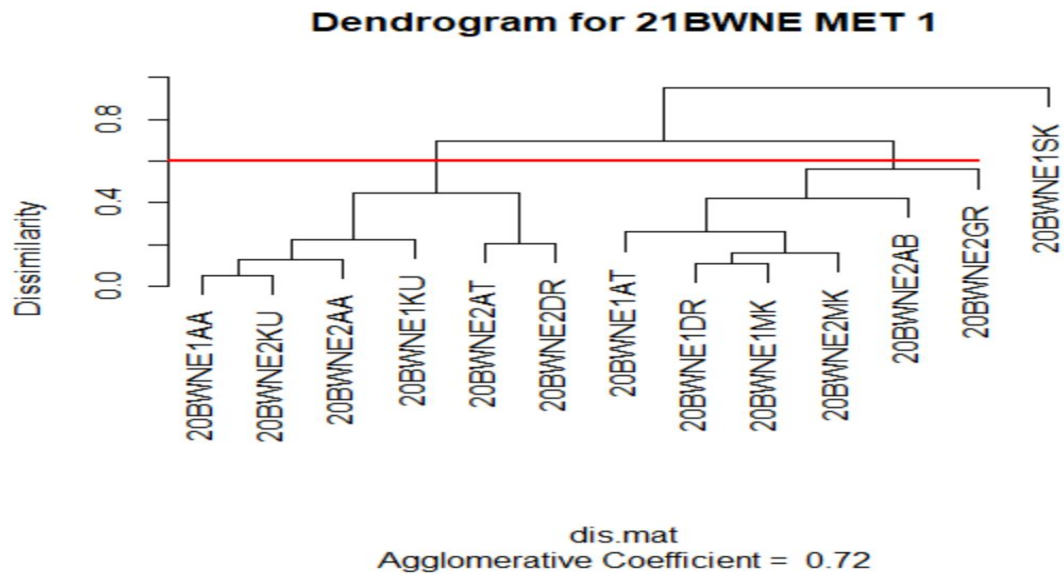 Dendrogram for 21BWNE MET 1
Dissimilarity
0.8
0.4
0.0
20BWNE1AA
20BWNE2KU
20BWNE2AA
20BWNE1KU
20BWNE2AT
20BWNE2DR
20BWNE1AT
20BWNE1DR
20BWNE1MK
20BWNE2MK
20BWNE2AB
20BWNE2GR
20BWNE1SK
dis.mat
Agglomerative Coefficient = 0.72